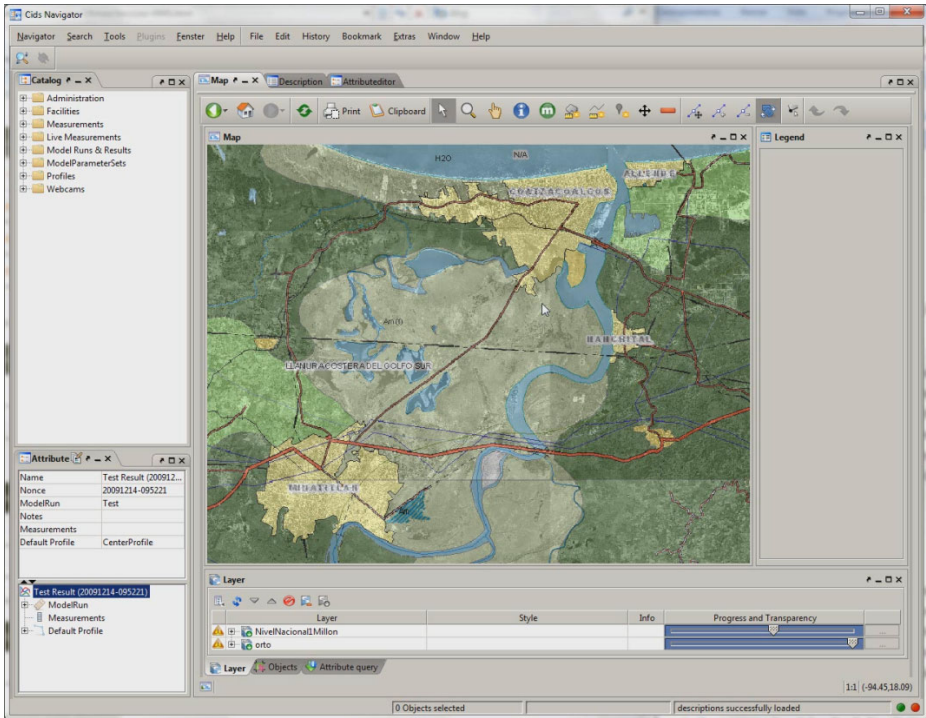 Cids Navigator
Navigator Search Tools Plugins Fenster Help File Edit History Bookmark Extras Window Help
Catalog
Administration
Facilities
Measurements
Live Measurements
Model Runs & Results
ModelParameterSets
Profiles
Webcams
Map Description Attributeditor
Print Clipboard
Map
H2O N/A
ALLENDE
COATZACOALCOS
An(f)
NANCHITAL
LLANURA COSTERA DEL GOLFO SUR
MINATITLAN
Legend
Attribute
Name Test Result (200912...
Nonce 20091214-095221
ModelRun Test
Notes
Measurements
Default Profile CenterProfile
Test Result (20091214-095221)
ModelRun
Measurements
Default Profile
Layer
Layer Style Info Progress and Transparency
NivelNacional1Millon
orto
Layer Objects Attribute query
1:1 (-94.45,18.09)
0 Objects selected descriptions successfully loaded